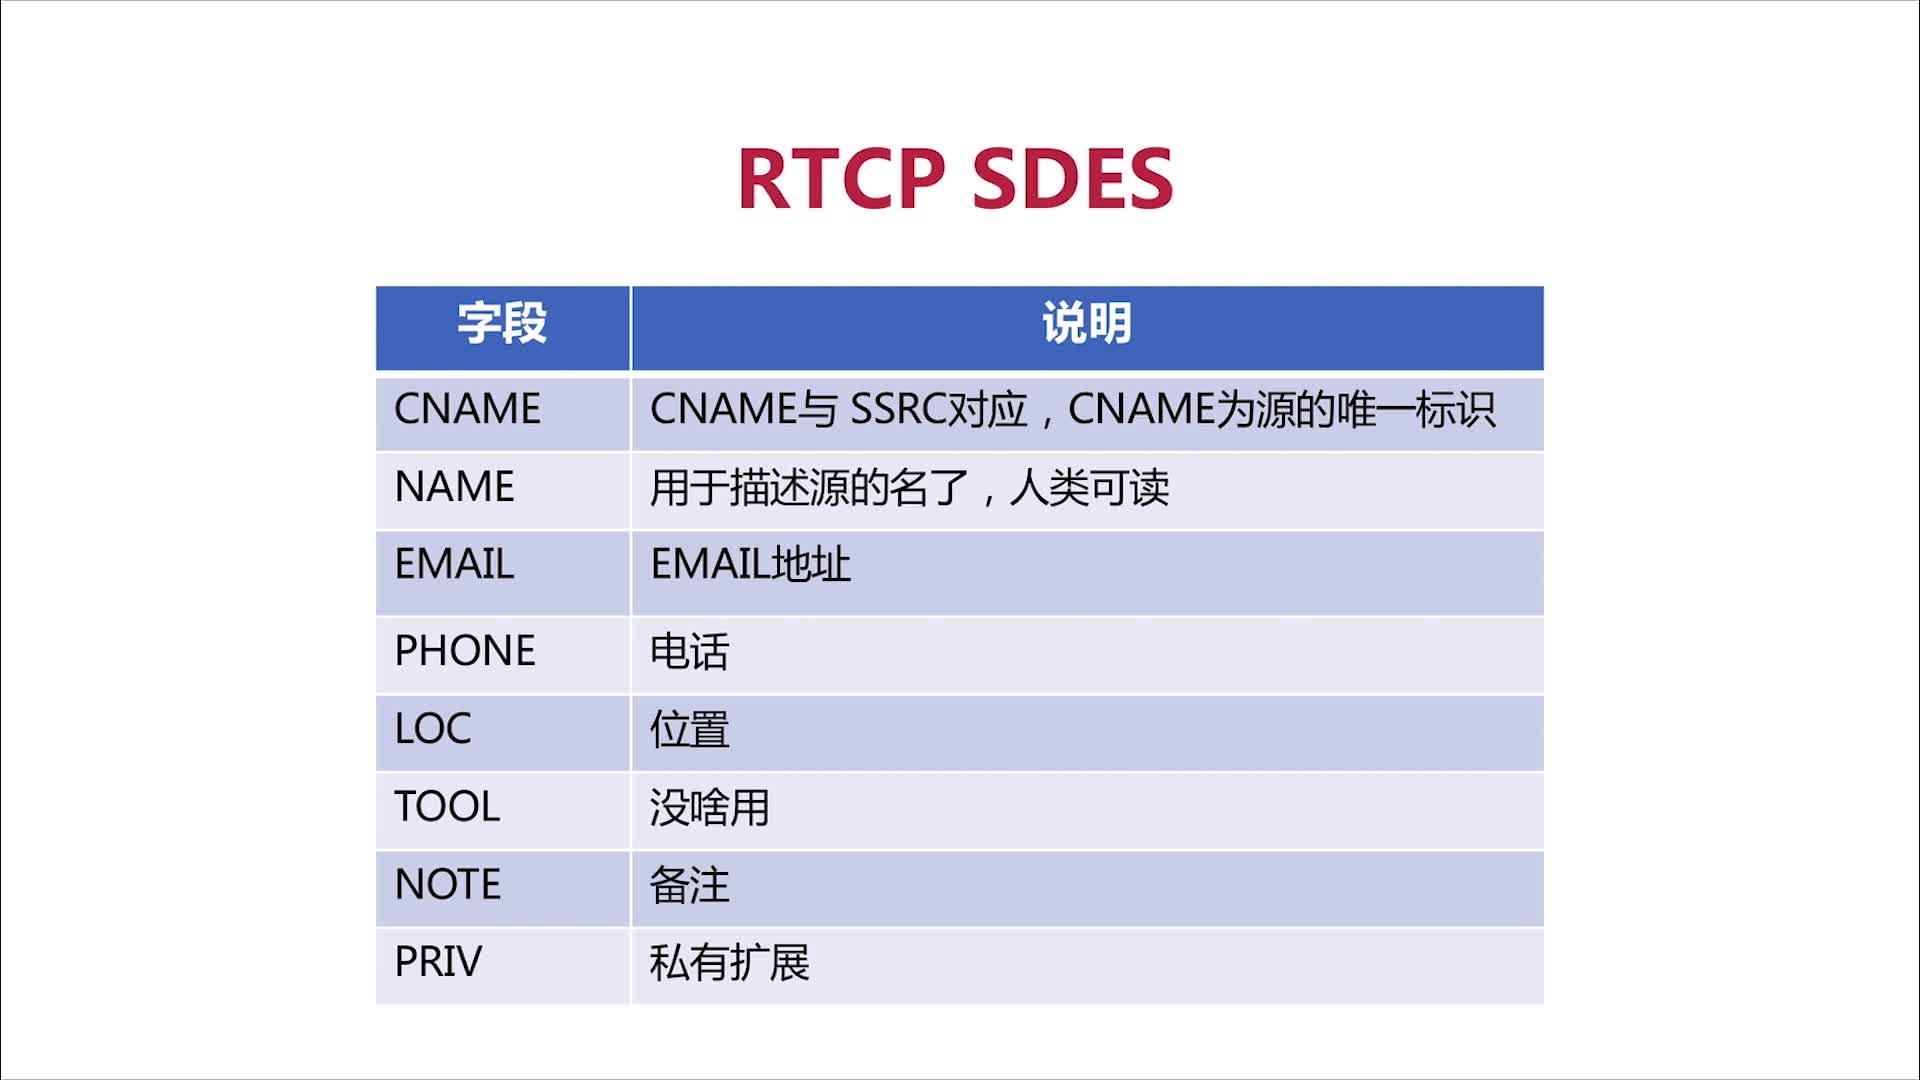 RTCP SDES
字段 说明
CNAME CNAME与 SSRC对应，CNAME为源的唯一标识
NAME 用于描述源的名了，人类可读
EMAIL EMAIL地址
PHONE 电话
LOC 位置
TOOL 没啥用
NOTE 备注
PRIV 私有扩展